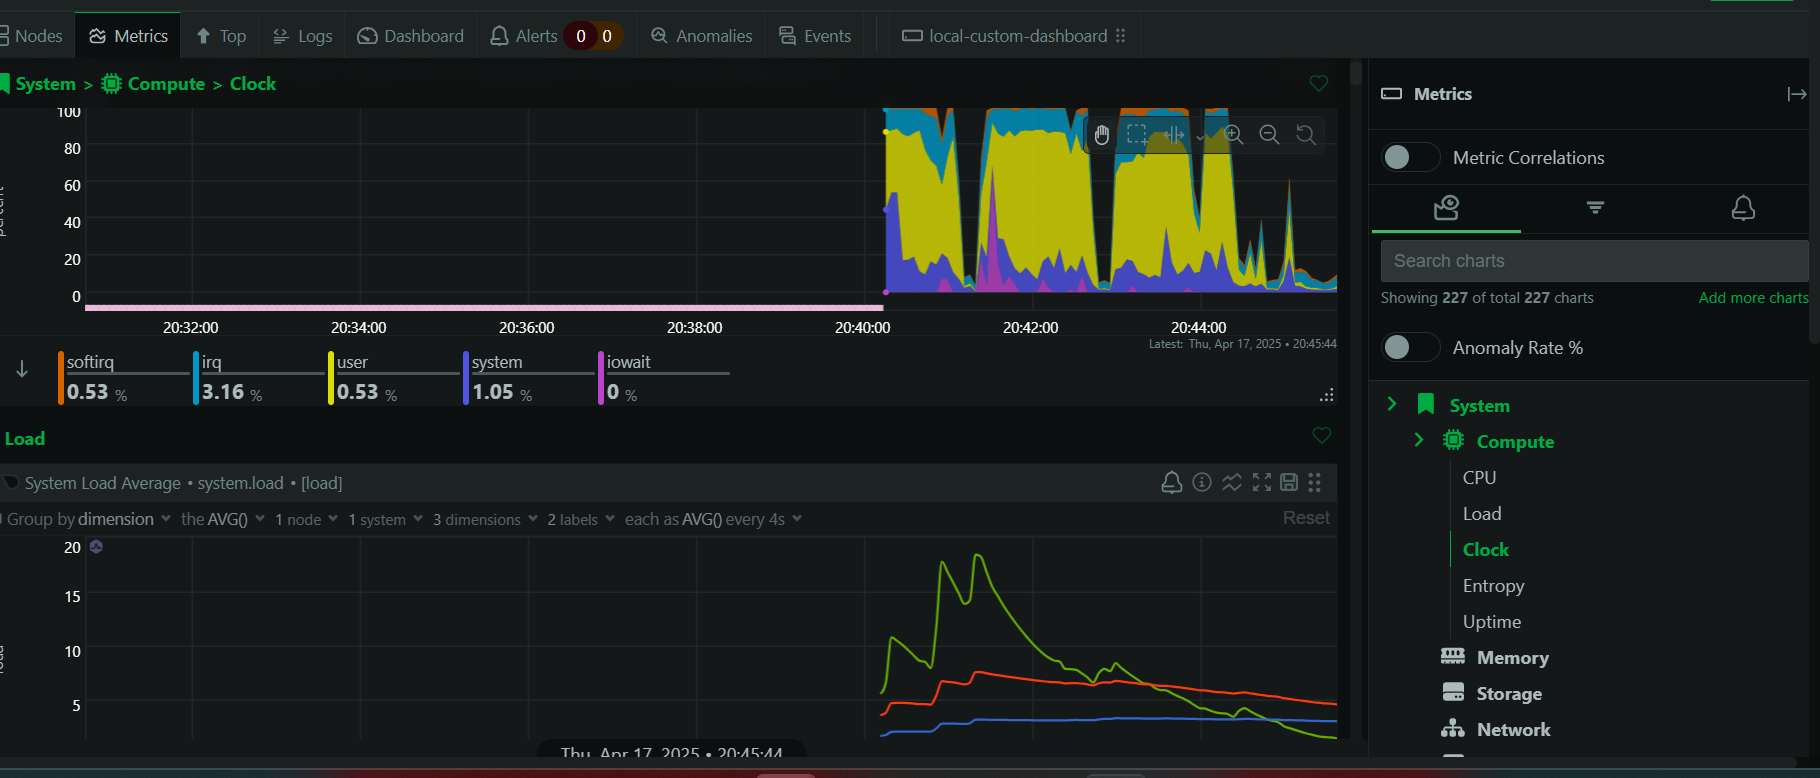 Nodes Metrics Top Logs Dashboard Alerts 0 0 Anomalies Events local-custom-dashboard
System > Compute > Clock
percent
100
80
60
40
20
0
20:32:00 20:34:00 20:36:00 20:38:00 20:40:00 20:42:00 20:44:00
Latest: Thu, Apr 17, 2025 • 20:45:44
softirq irq user system iowait
0.53 % 3.16 % 0.53 % 1.05 % 0 %
Load
System Load Average • system.load • [load]
Group by dimension the AVG() 1 node 1 system 3 dimensions 2 labels each as AVG() every 4s Reset
20
15
10
5
Thu, Apr 17, 2025 • 20:45:44
Metrics
Metric Correlations
Search charts
Showing 227 of total 227 charts Add more charts
Anomaly Rate %
System
Compute
CPU
Load
Clock
Entropy
Uptime
Memory
Storage
Network